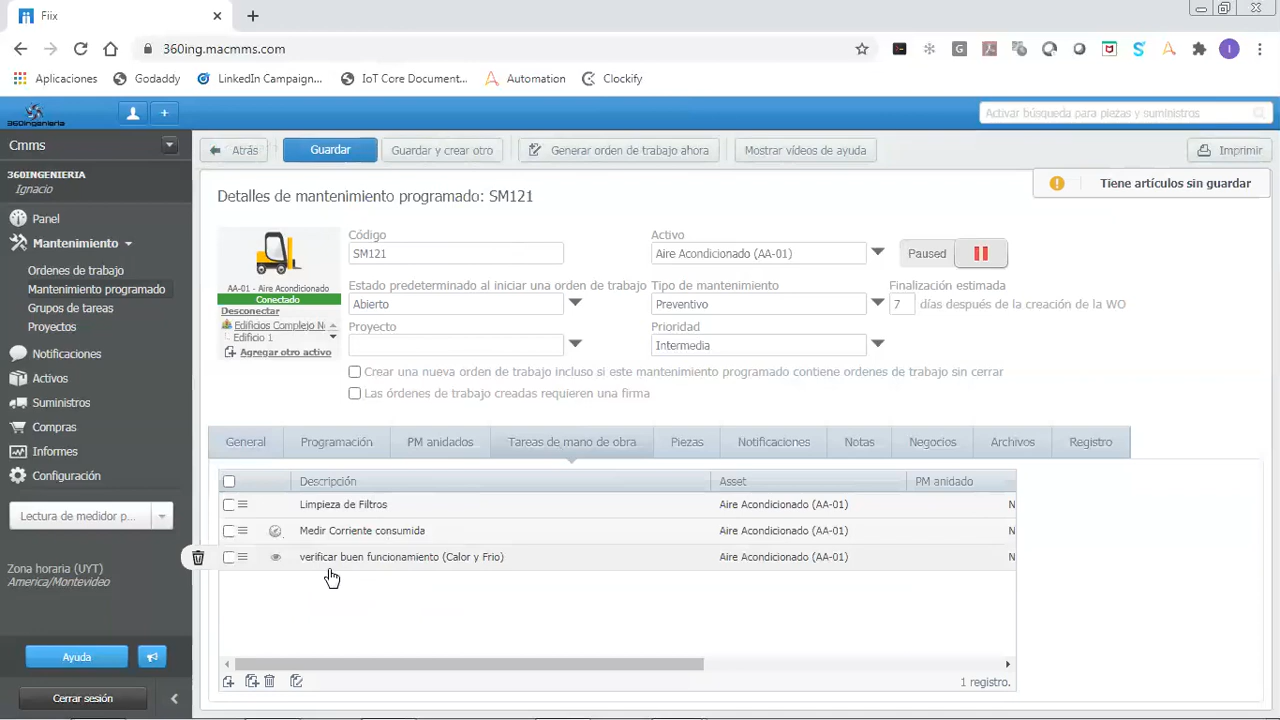 Fiix
360ing.macmms.com
Aplicaciones
Godaddy
LinkedIn Campaign...
IoT Core Document...
Automation
Clockify
360ingenieria
Activar búsqueda para piezas y suministros
Cmms
360INGENIERIA
Ignacio
Panel
Mantenimiento
Ordenes de trabajo
Mantenimiento programado
Grupos de tareas
Proyectos
Notificaciones
Activos
Suministros
Compras
Informes
Configuración
Lectura de medidor p...
Zona horaria (UYT)
America/Montevideo
Ayuda
Cerrar sesión
Atrás
Guardar
Guardar y crear otro
Generar orden de trabajo ahora
Mostrar vídeos de ayuda
Imprimir
Tiene artículos sin guardar
Detalles de mantenimiento programado: SM121
AA-01 - Aire Acondicionado
Conectado
Desconectar
Edificios Complejo N
Edificio 1
Agregar otro activo
Código
SM121
Activo
Aire Acondicionado (AA-01)
Paused
Estado predeterminado al iniciar una orden de trabajo
Abierto
Tipo de mantenimiento
Preventivo
Finalización estimada
7 días después de la creación de la WO
Proyecto
Prioridad
Intermedia
Crear una nueva orden de trabajo incluso si este mantenimiento programado contiene ordenes de trabajo sin cerrar
Las órdenes de trabajo creadas requieren una firma
General
Programación
PM anidados
Tareas de mano de obra
Piezas
Notificaciones
Notas
Negocios
Archivos
Registro
Descripción Asset PM anidado
Limpieza de Filtros Aire Acondicionado (AA-01) N
Medir Corriente consumida Aire Acondicionado (AA-01) N
verificar buen funcionamiento (Calor y Frio) Aire Acondicionado (AA-01) N
1 registro.